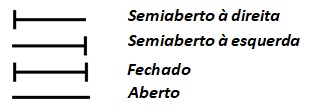 Semiaberto à direita
Semiaberto à esquerda
Fechado
Aberto